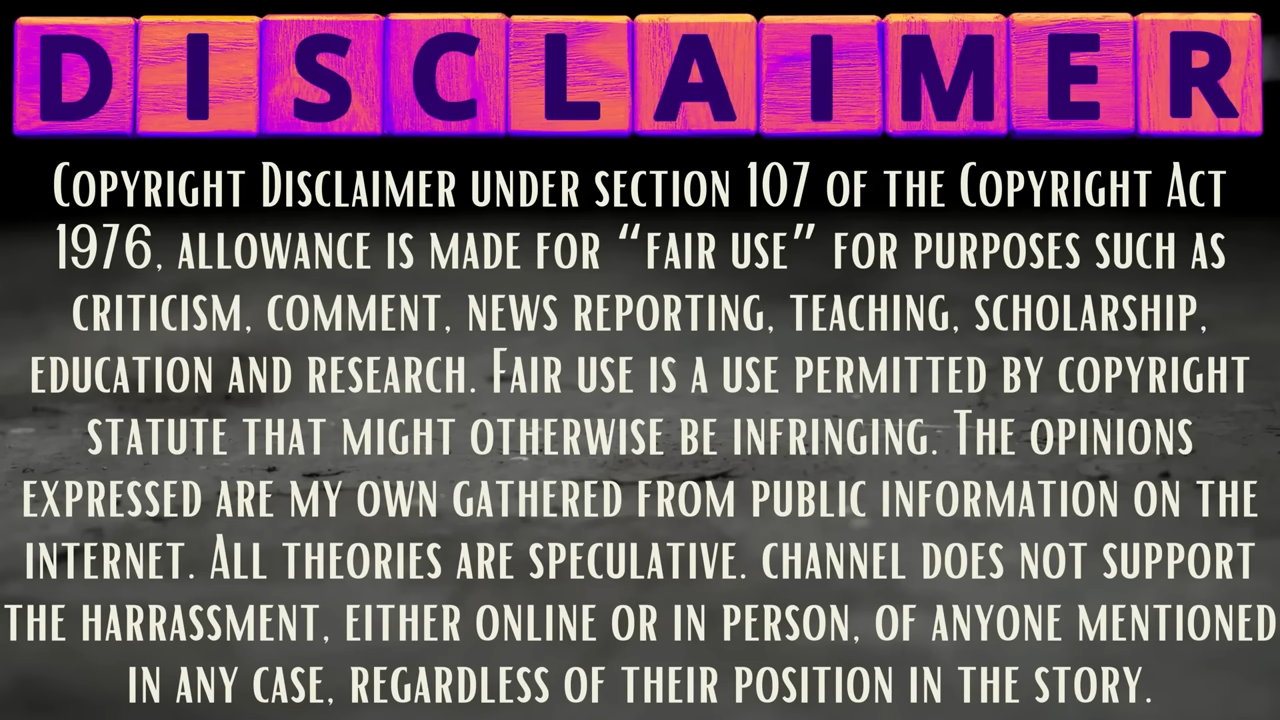 DISCLAIMER
Copyright Disclaimer under section 107 of the Copyright Act
1976, allowance is made for “fair use” for purposes such as
criticism, comment, news reporting, teaching, scholarship,
education and research. Fair use is a use permitted by copyright
statute that might otherwise be infringing. The opinions
expressed are my own gathered from public information on the
internet. All theories are speculative. channel does not support
the harrassment, either online or in person, of anyone mentioned
in any case, regardless of their position in the story.